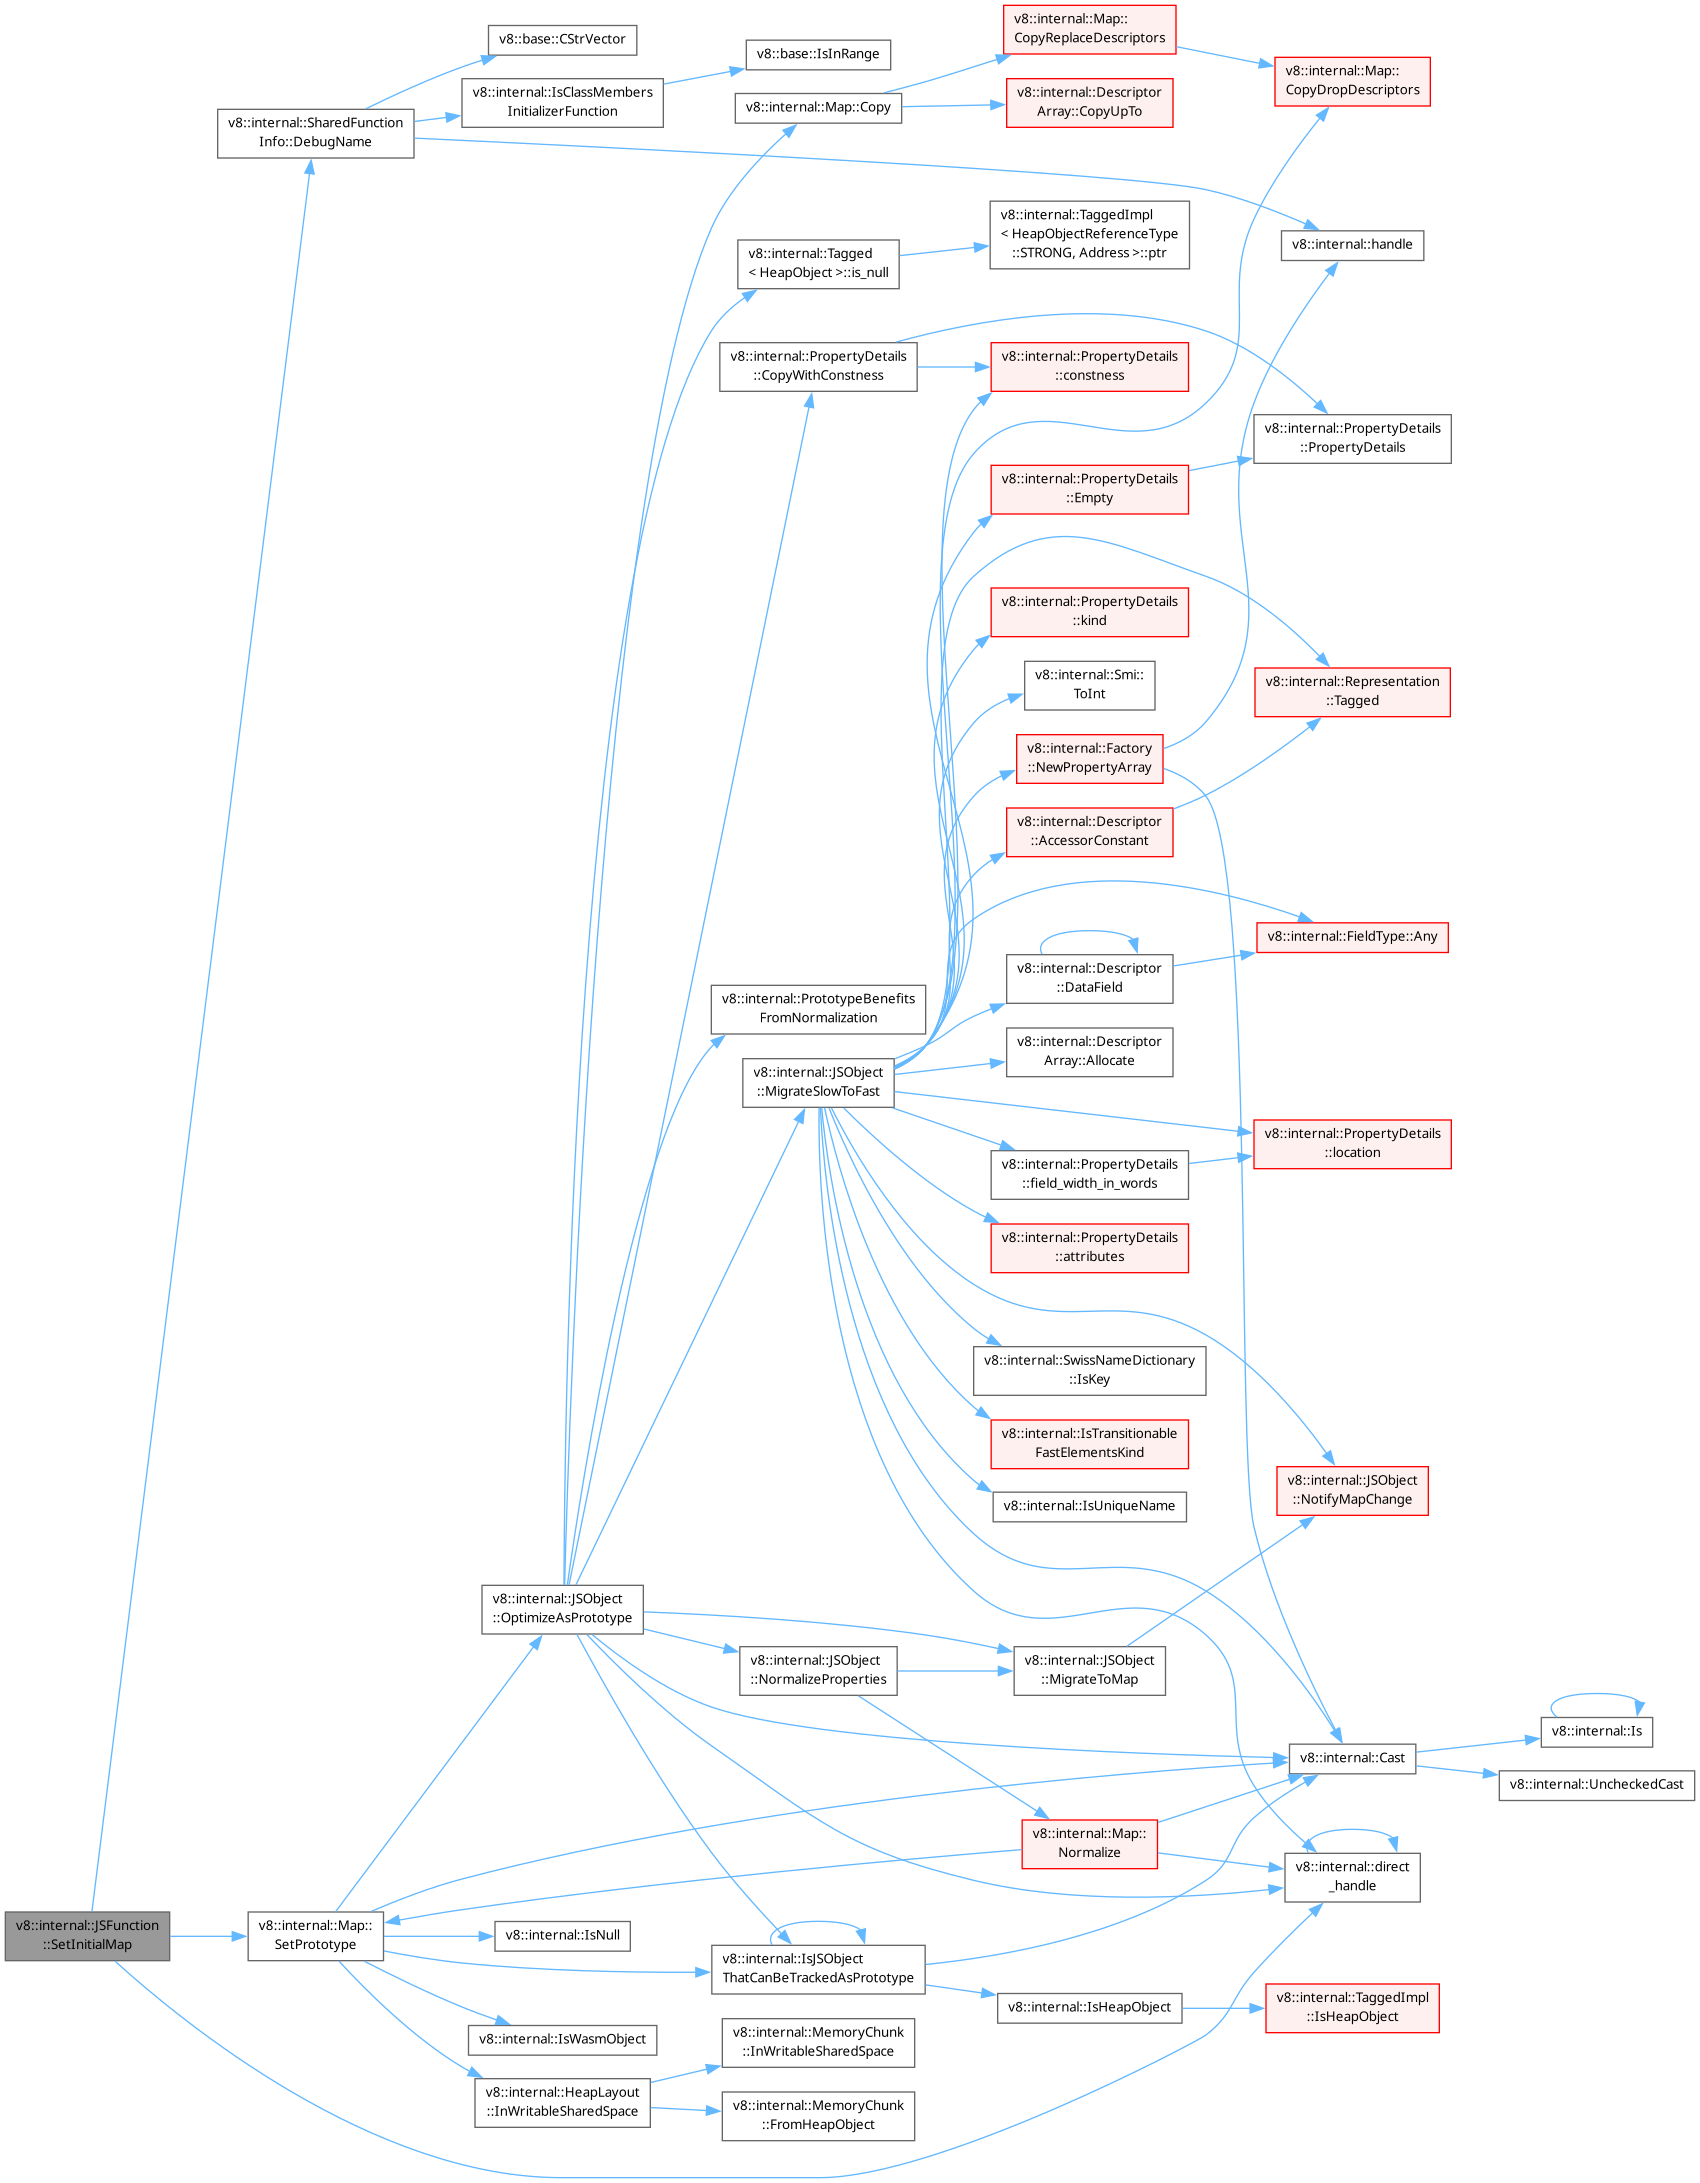 v8::base::CStrVector
v8::base::IsInRange
v8::internal::Map::
CopyReplaceDescriptors
v8::internal::Map::
CopyDropDescriptors
v8::internal::IsClassMembers
InitializerFunction
v8::internal::Map::Copy
v8::internal::Descriptor
Array::CopyUpTo
v8::internal::SharedFunction
Info::DebugName
v8::internal::TaggedImpl
< HeapObjectReferenceType
::STRONG, Address >::ptr
v8::internal::handle
v8::internal::Tagged
< HeapObject >::is_null
v8::internal::PropertyDetails
::CopyWithConstness
v8::internal::PropertyDetails
::constness
v8::internal::PropertyDetails
::PropertyDetails
v8::internal::PropertyDetails
::Empty
v8::internal::PropertyDetails
::kind
v8::internal::Smi::
ToInt
v8::internal::Representation
::Tagged
v8::internal::Factory
::NewPropertyArray
v8::internal::Descriptor
::AccessorConstant
v8::internal::FieldType::Any
v8::internal::Descriptor
::DataField
v8::internal::PrototypeBenefits
FromNormalization
v8::internal::Descriptor
Array::Allocate
v8::internal::JSObject
::MigrateSlowToFast
v8::internal::PropertyDetails
::location
v8::internal::PropertyDetails
::field_width_in_words
v8::internal::PropertyDetails
::attributes
v8::internal::SwissNameDictionary
::IsKey
v8::internal::IsTransitionable
FastElementsKind
v8::internal::JSObject
::NotifyMapChange
v8::internal::IsUniqueName
v8::internal::JSObject
::OptimizeAsPrototype
v8::internal::JSObject
::NormalizeProperties
v8::internal::JSObject
::MigrateToMap
v8::internal::Is
v8::internal::Cast
v8::internal::UncheckedCast
v8::internal::Map::
Normalize
v8::internal::direct
_handle
v8::internal::JSFunction
::SetInitialMap
v8::internal::Map::
SetPrototype
v8::internal::IsNull
v8::internal::IsJSObject
ThatCanBeTrackedAsPrototype
v8::internal::IsHeapObject
v8::internal::TaggedImpl
::IsHeapObject
v8::internal::IsWasmObject
v8::internal::MemoryChunk
::InWritableSharedSpace
v8::internal::HeapLayout
::InWritableSharedSpace
v8::internal::MemoryChunk
::FromHeapObject